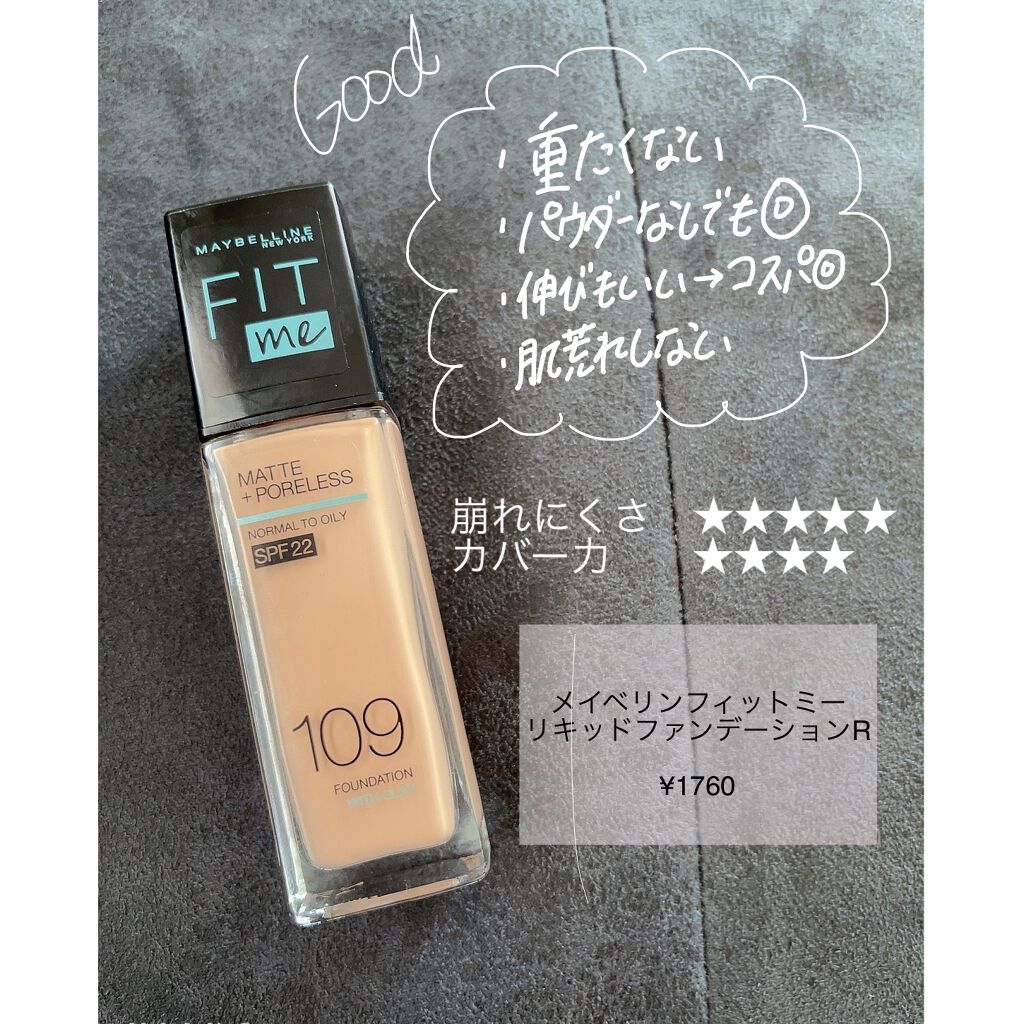 Good
・重たくない
・パウダーなしでも◎
・伸びもいい→コスパ◎
・肌荒れしない
MAYBELLINE
NEW YORK
FIT
me
MATTE
+ PORELESS
NORMAL TO OILY
SPF 22
崩れにくさ ★★★★★
カバー力 ★★★★
109
FOUNDATION
WITH CLAY
メイベリンフィットミー
リキッドファンデーションR
¥1760